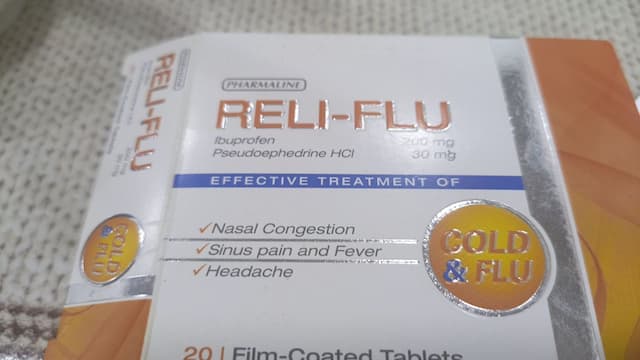 PHARMALINE
RELI-FLU
Ibuprofen 200 mg
Pseudoephedrine HCl 30 mg
EFFECTIVE TREATMENT OF
✓Nasal Congestion
✓Sinus pain and Fever
✓Headache
COLD
& FLU
20 | Film-Coated Tablets
RELI-FLU
COLD
& FLU